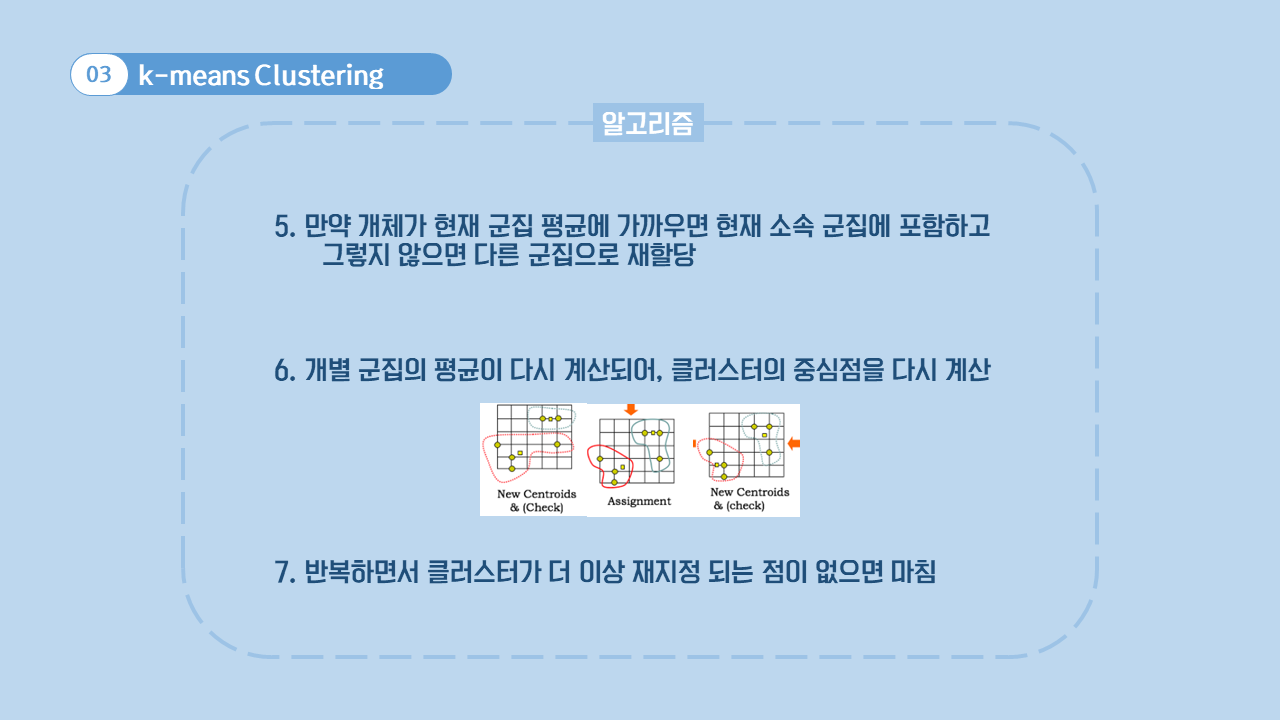 03
k-means Clustering
알고리즘
5. 만약 개체가 현재 군집 평균에 가까우면 현재 소속 군집에 포함하고
그렇지 않으면 다른 군집으로 재할당
6. 개별 군집의 평균이 다시 계산되어, 클러스터의 중심점을 다시 계산
New Centroids
& (Check)
Assignment
New Centroids
& (check)
7. 반복하면서 클러스터가 더 이상 재지정 되는 점이 없으면 마침